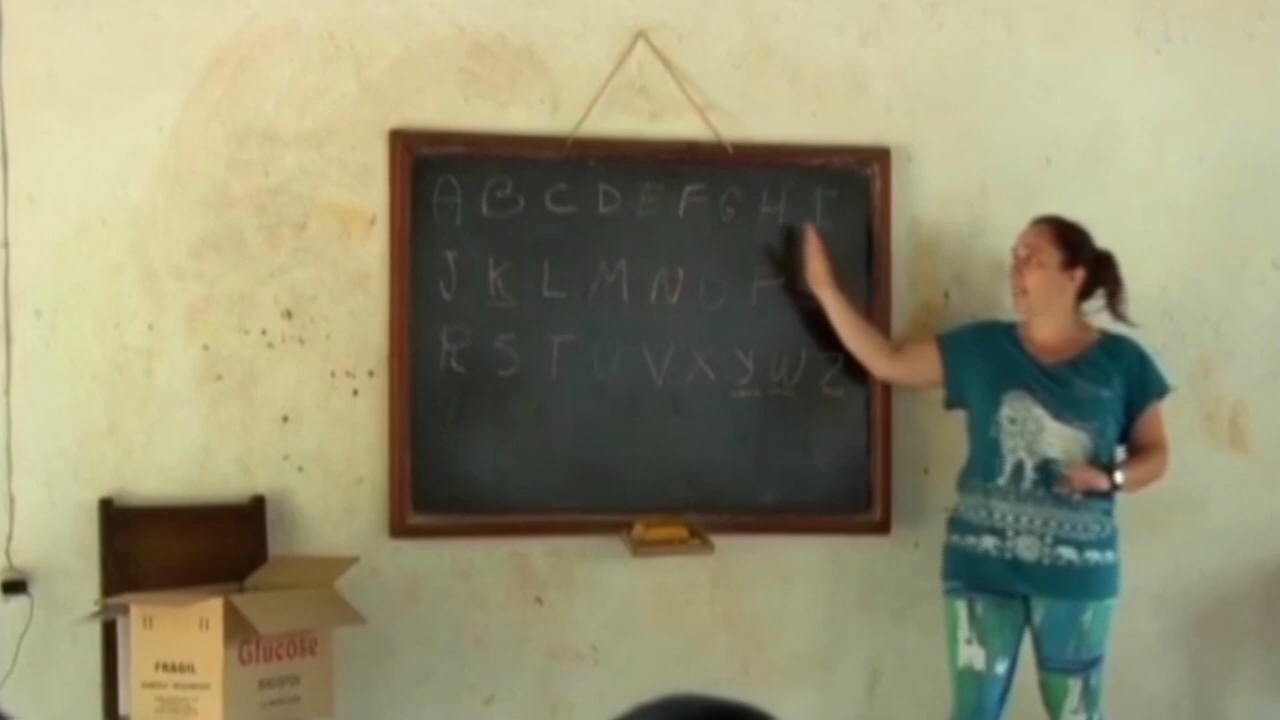 A B C D E F G H I
J K L M N O P
R S T U V X Y W Z
FRÁGIL
Glucose